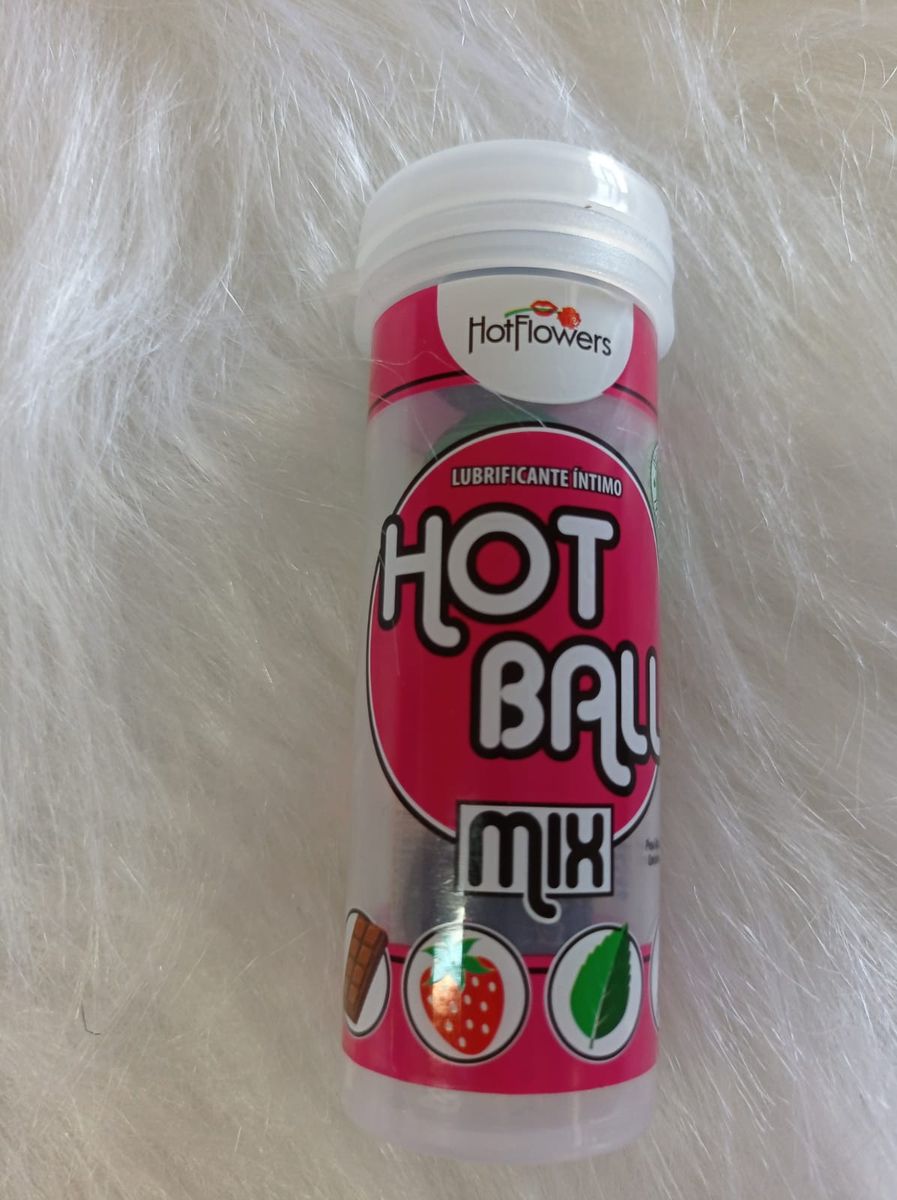 HotFlowers
LUBRIFICANTE ÍNTIMO
HOT
BALL
MIX